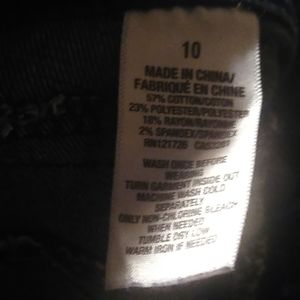 10
MADE IN CHINA/
FABRIQUÉ EN CHINE
57% COTTON/COTON
23% POLYESTER/POLYESTER
18% RAYON/RAYONNE
2% SPANDEX/SPANDEX
RN121726
WASH ONCE BEFORE
WEARING
TURN GARMENT INSIDE OUT
MACHINE WASH COLD
SEPARATELY
ONLY NON-CHLORINE BLEACH
WHEN NEEDED
TUMBLE DRY LOW
WARM IRON IF NEEDED